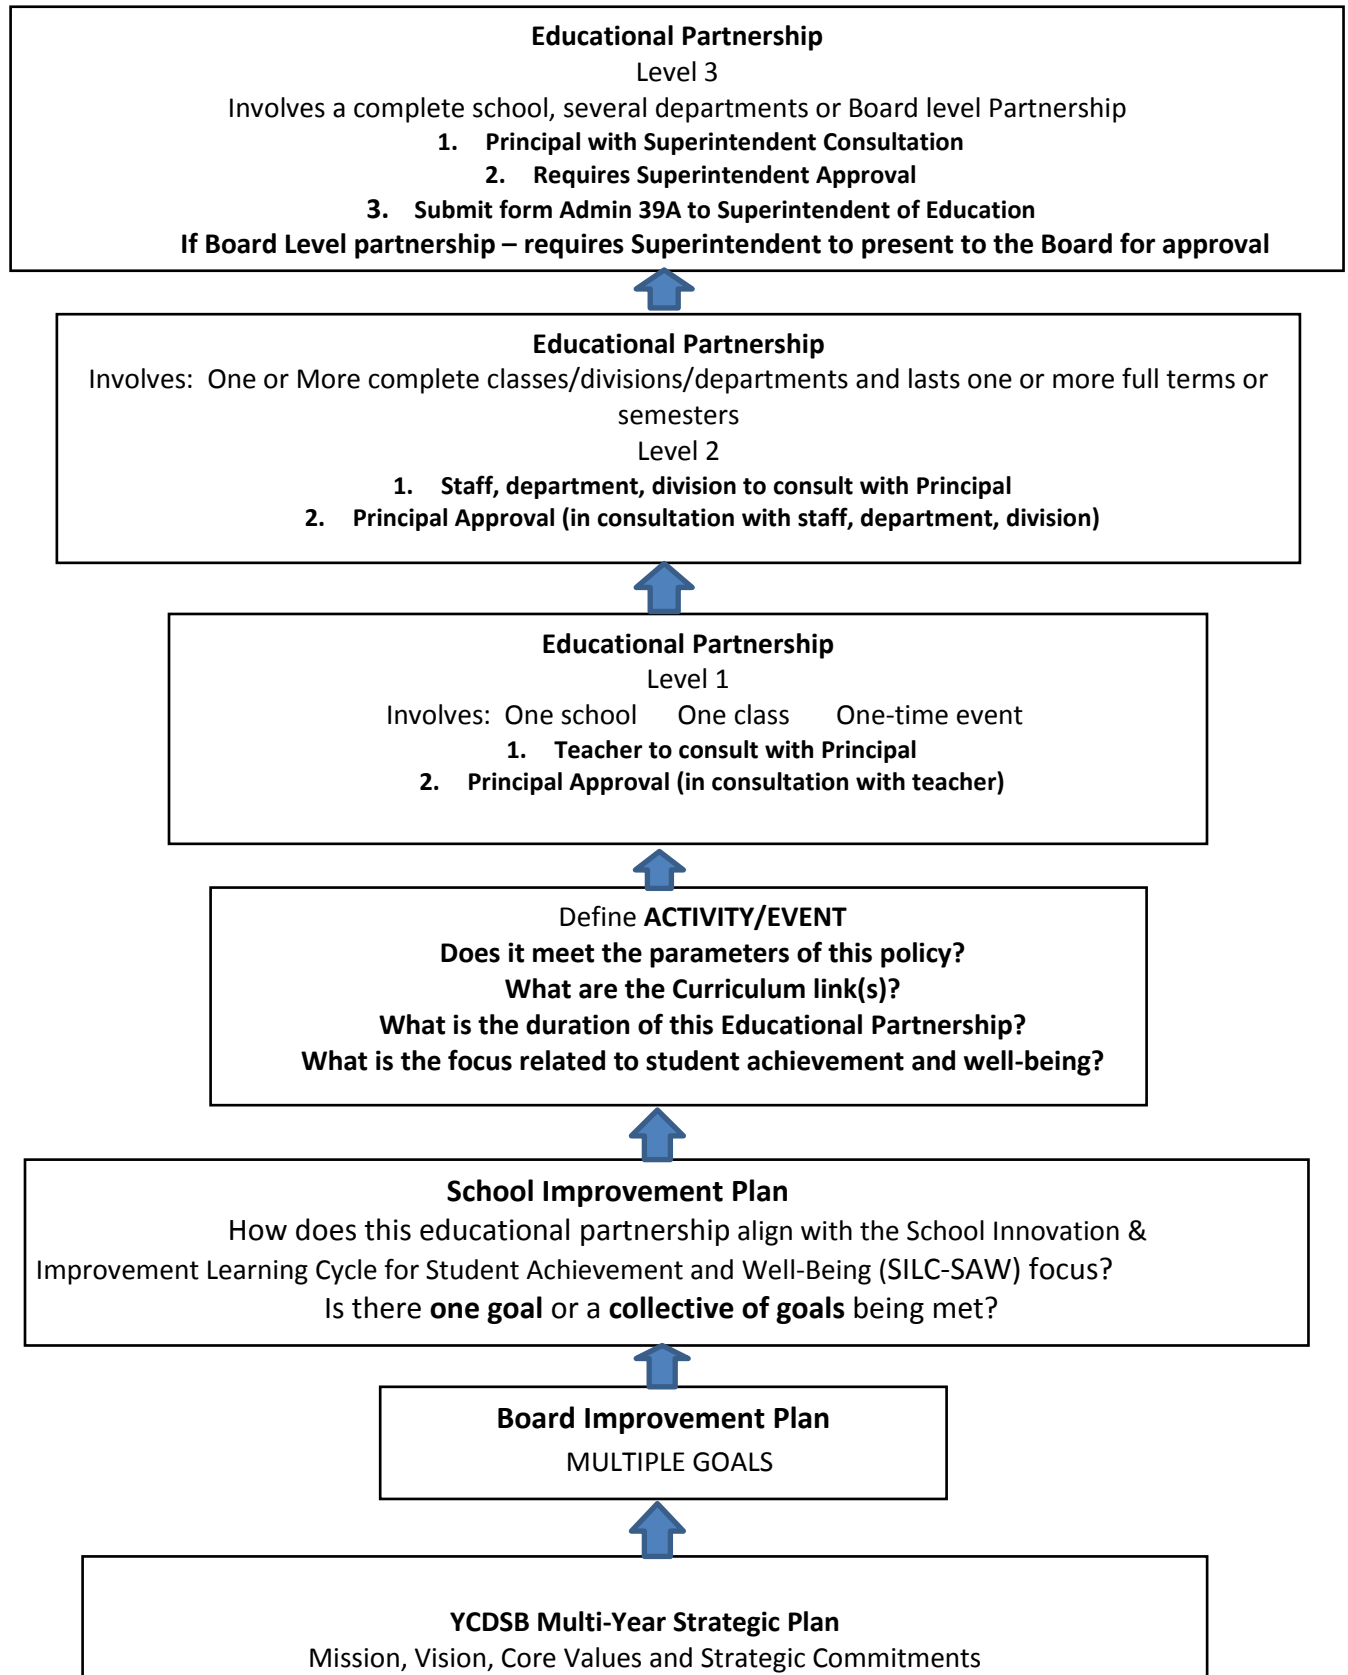 Educational Partnership
Level 3
Involves a complete school, several departments or Board level Partnership
1. Principal with Superintendent Consultation
2. Requires Superintendent Approval
3. Submit form Admin 39A to Superintendent of Education
If Board Level partnership – requires Superintendent to present to the Board for approval
Educational Partnership
Involves: One or More complete classes/divisions/departments and lasts one or more full terms or
semesters
Level 2
1. Staff, department, division to consult with Principal
2. Principal Approval (in consultation with staff, department, division)
Educational Partnership
Level 1
Involves: One school One class One-time event
1. Teacher to consult with Principal
2. Principal Approval (in consultation with teacher)
Define ACTIVITY/EVENT
Does it meet the parameters of this policy?
What are the Curriculum link(s)?
What is the duration of this Educational Partnership?
What is the focus related to student achievement and well-being?
School Improvement Plan
How does this educational partnership align with the School Innovation &
Improvement Learning Cycle for Student Achievement and Well-Being (SILC-SAW) focus?
Is there one goal or a collective of goals being met?
Board Improvement Plan
MULTIPLE GOALS
YCDSB Multi-Year Strategic Plan
Mission, Vision, Core Values and Strategic Commitments